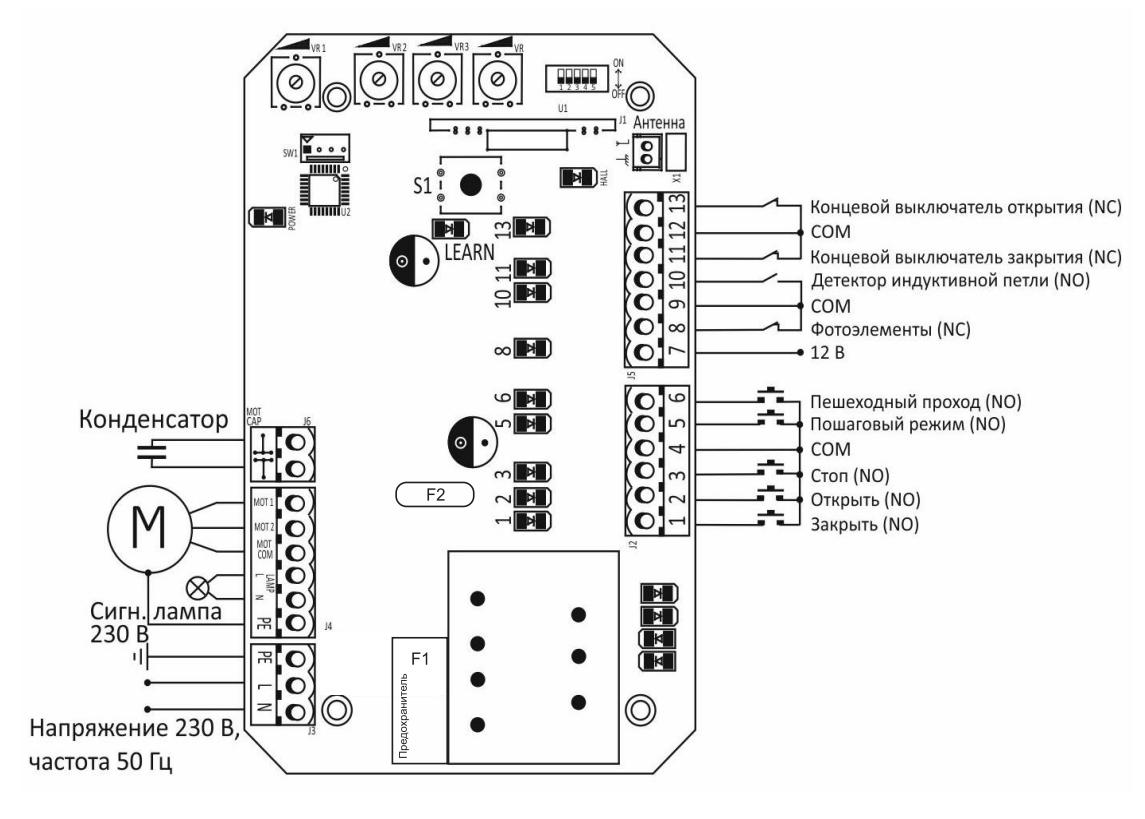 VR1
VR2
VR3
VR
ON
OFF
1 2 3 4 5
U1
J1
Антенна
X1
SW1
U2
POWER
S1
HALL
LEARN
13
11
10
8
6
5
3
2
1
F2
F1
Предохранитель
13
12
11
10
9
8
7
J5
6
5
4
3
2
1
J2
Концевой выключатель открытия (NC)
COM
Концевой выключатель закрытия (NC)
Детектор индуктивной петли (NO)
COM
Фотоэлементы (NC)
12 В
Пешеходный проход (NO)
Пошаговый режим (NO)
COM
Стоп (NO)
Открыть (NO)
Закрыть (NO)
Конденсатор
MOT
CAP
J6
M
MOT 1
MOT 2
MOT
COM
L
LAMP
N
PE
J4
Сигн. лампа
230 В
PE
L
N
J3
Напряжение 230 В,
частота 50 Гц